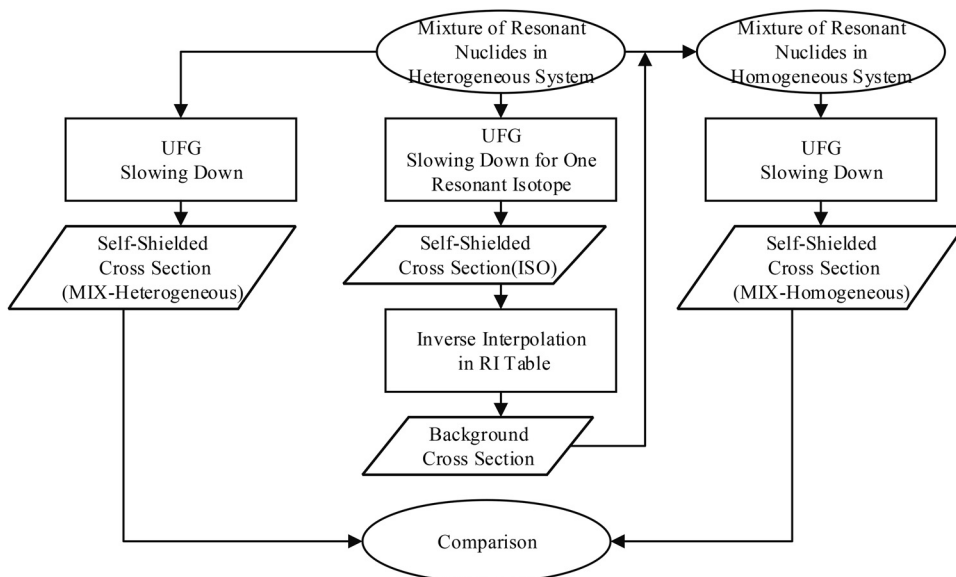 Mixture of Resonant
Nuclides in
Heterogeneous System
Mixture of Resonant
Nuclides in
Homogeneous System
UFG
Slowing Down
UFG
Slowing Down for One
Resonant Isotope
UFG
Slowing Down
Self-Shielded
Cross Section
(MIX-Heterogeneous)
Self-Shielded
Cross Section(ISO)
Self-Shielded
Cross Section
(MIX-Homogeneous)
Inverse Interpolation
in RI Table
Background
Cross Section
Comparison